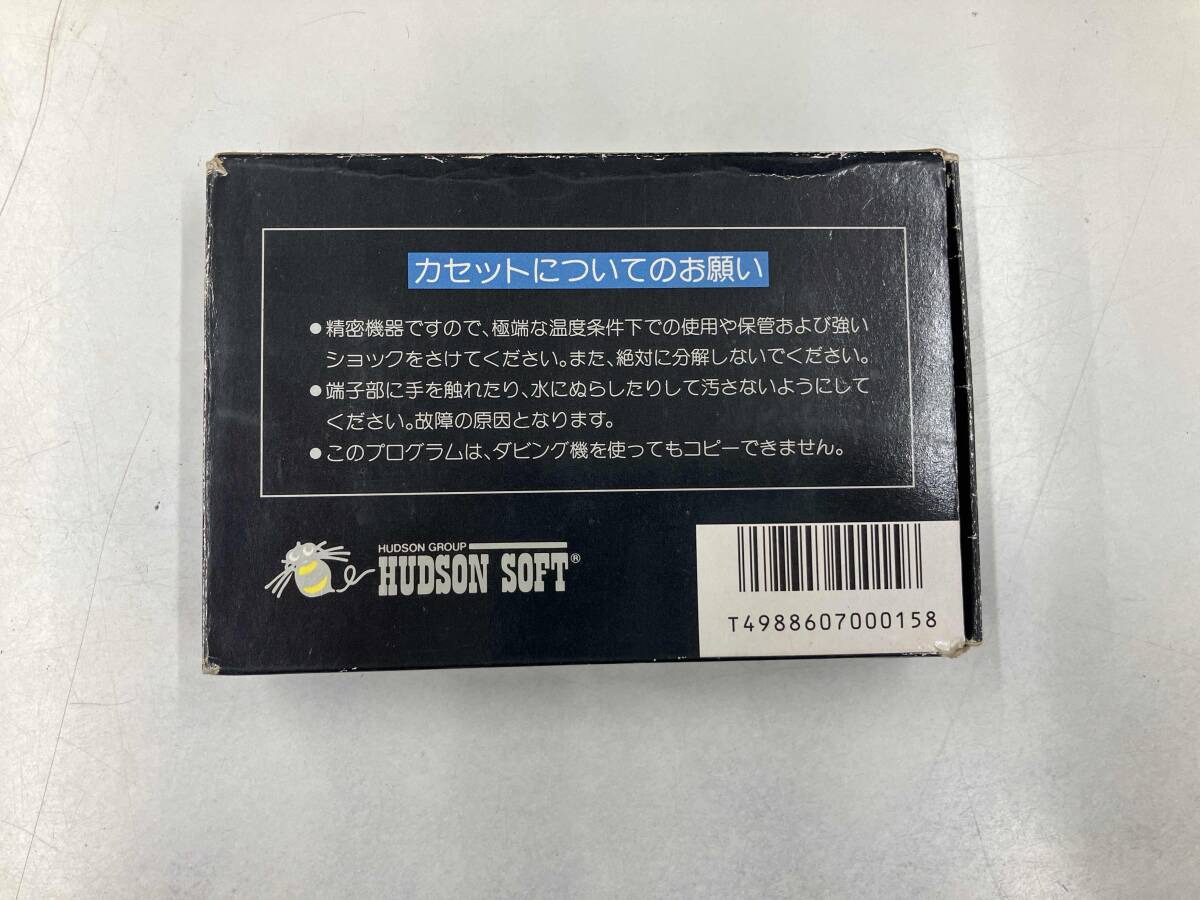 カセットについてのお願い
●精密機器ですので、極端な温度条件下での使用や保管および強い
ショックをさけてください。また、絶対に分解しないでください。
●端子部に手を触れたり、水にぬらしたりして汚さないようにして
ください。故障の原因となります。
●このプログラムは、ダビング機を使ってもコピーできません。
HUDSON GROUP
HUDSON SOFT®
T4988607000158